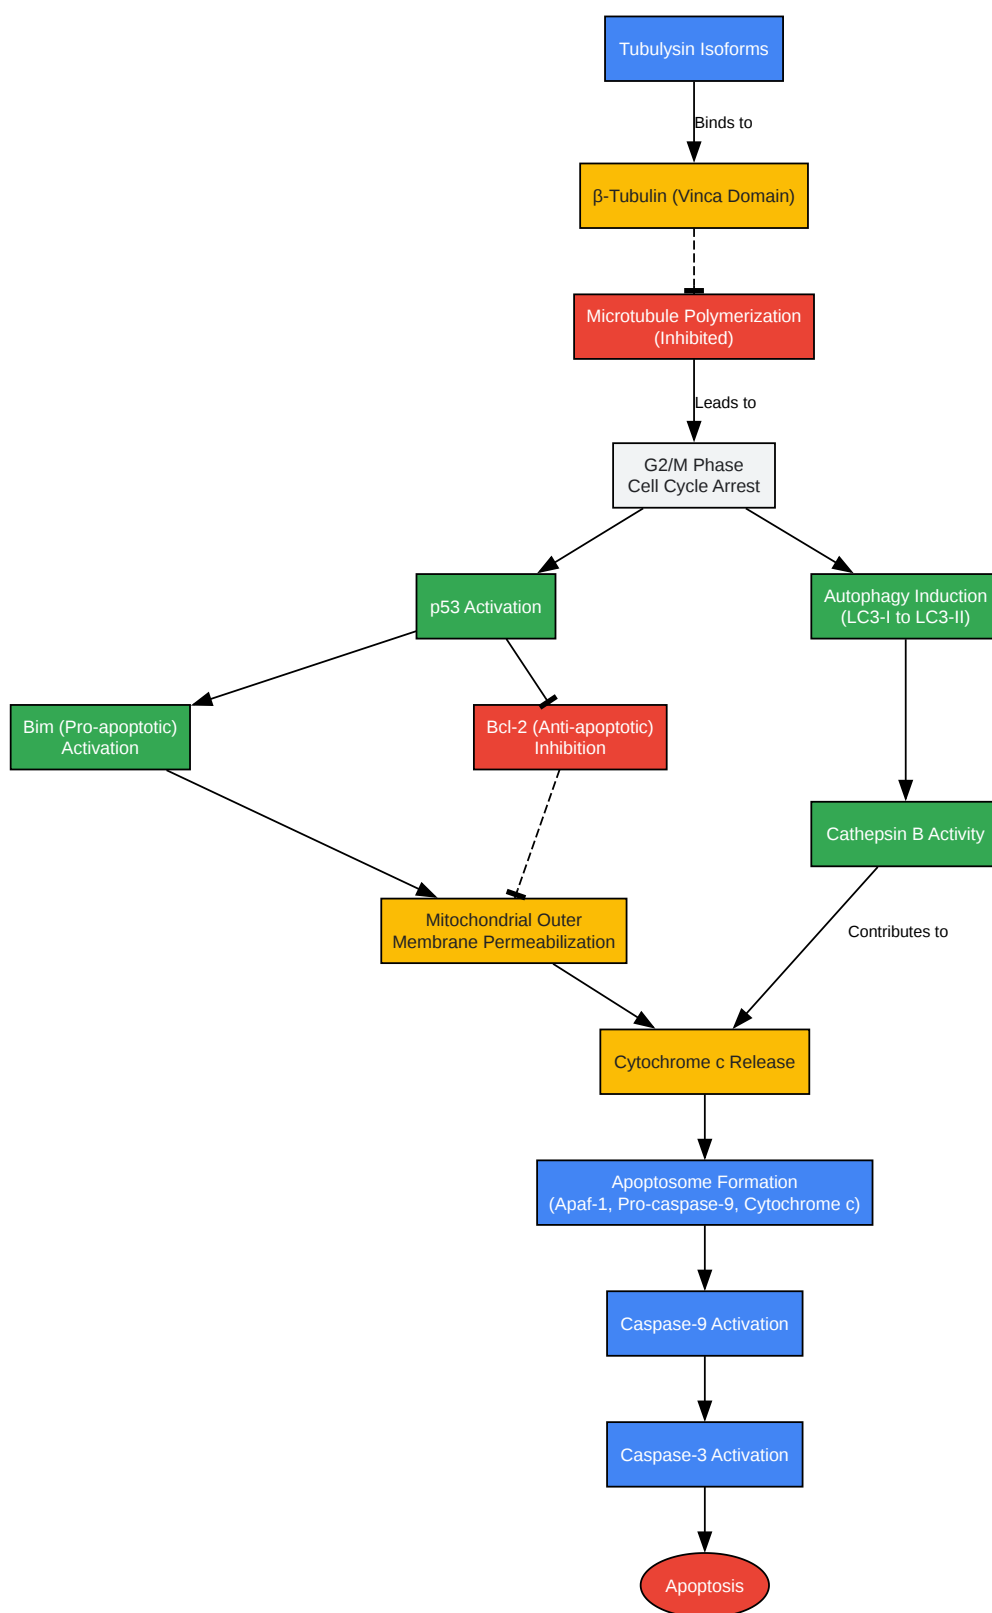 Tubulysin Isoforms
Binds to
β-Tubulin (Vinca Domain)
Microtubule Polymerization
(Inhibited)
Leads to
G2/M Phase
Cell Cycle Arrest
p53 Activation
Autophagy Induction
(LC3-I to LC3-II)
Bim (Pro-apoptotic)
Activation
Bcl-2 (Anti-apoptotic)
Inhibition
Cathepsin B Activity
Mitochondrial Outer
Membrane Permeabilization
Contributes to
Cytochrome c Release
Apoptosome Formation
(Apaf-1, Pro-caspase-9, Cytochrome c)
Caspase-9 Activation
Caspase-3 Activation
Apoptosis